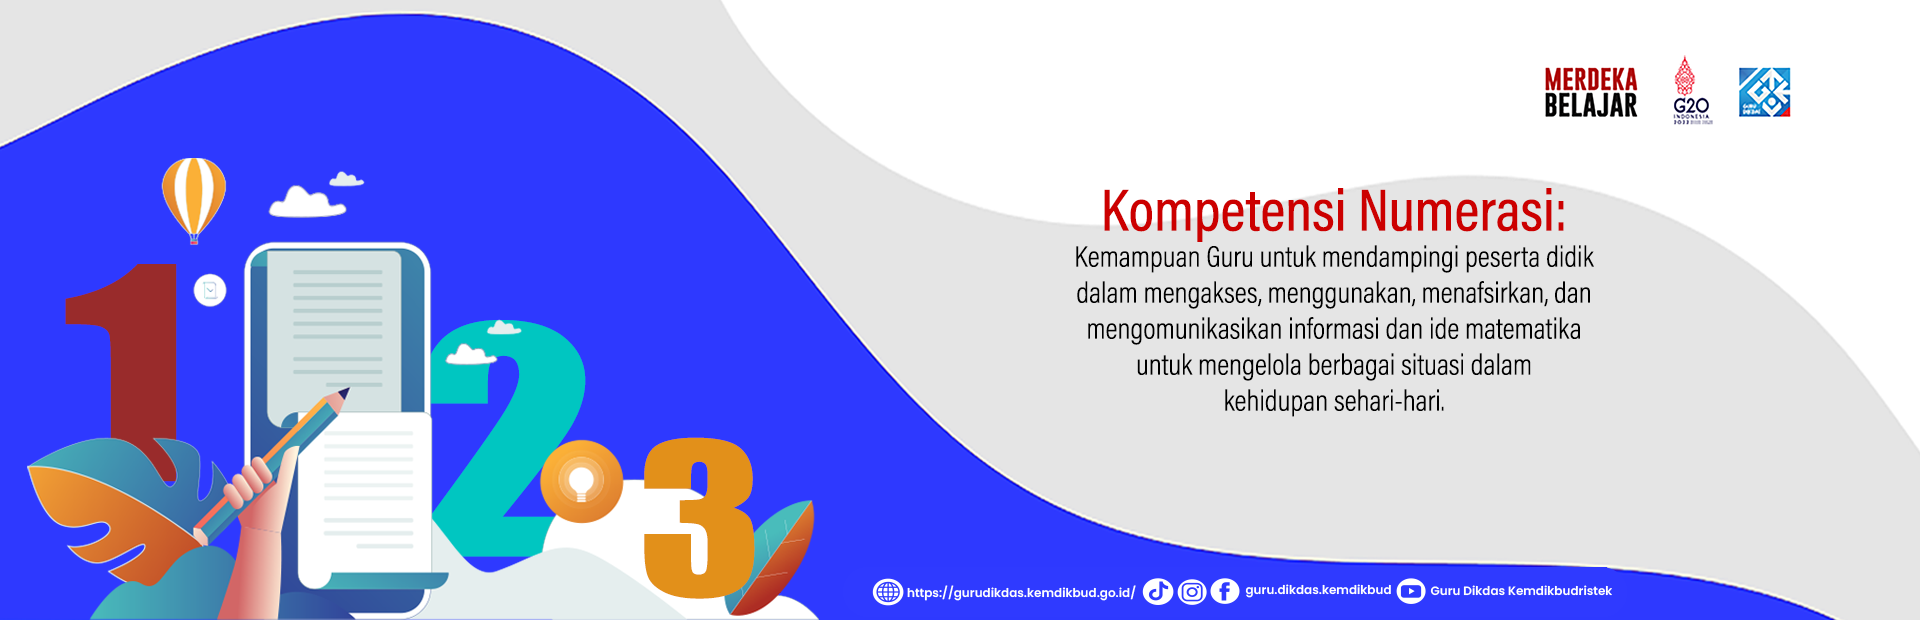 MERDEKA
BELAJAR
G20
INDONESIA
2022
Kompetensi Numerasi:
Kemampuan Guru untuk mendampingi peserta didik
dalam mengakses, menggunakan, menafsirkan, dan
mengomunikasikan informasi dan ide matematika
untuk mengelola berbagai situasi dalam
kehidupan sehari-hari.
1
2
3
https://gurudikdas.kemdikbud.go.id/
guru.dikdas.kemdikbud
Guru Dikdas Kemdikbudristek